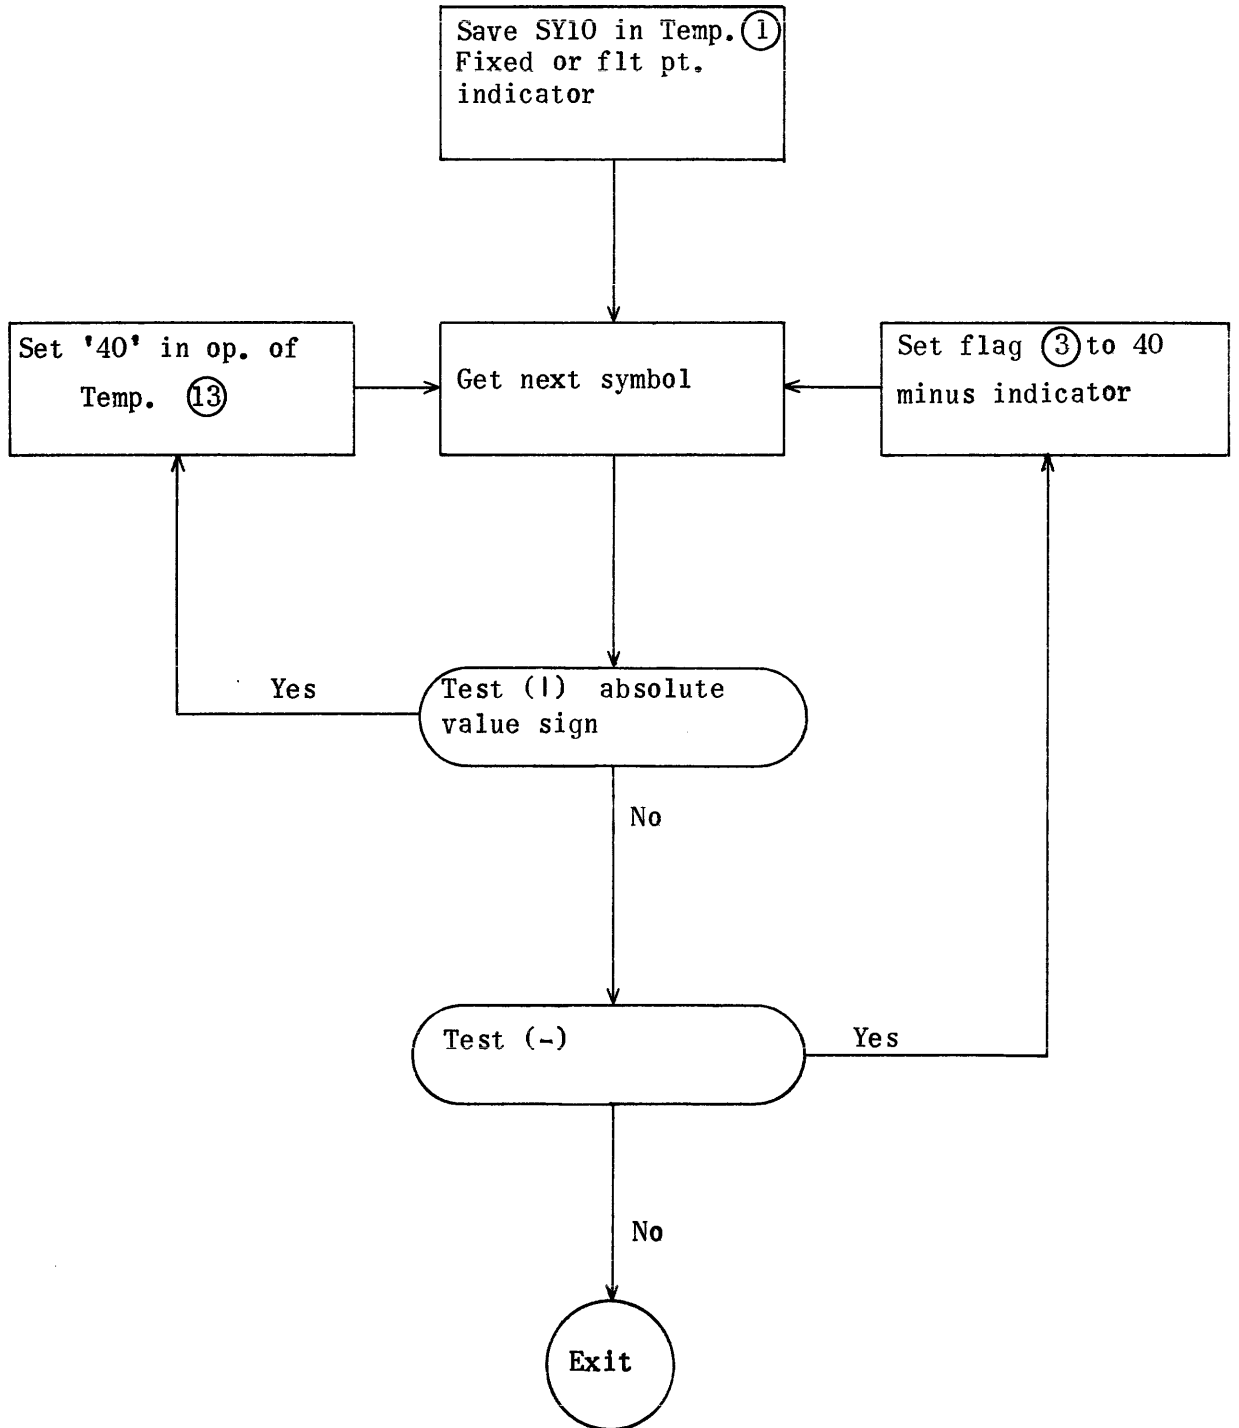 Save SY10 in Temp. 1
Fixed or flt pt.
indicator
Set '40' in op. of
Temp. 13
Get next symbol
Set flag 3 to 40
minus indicator
Yes
Test (|) absolute
value sign
No
Test (-)
Yes
No
Exit